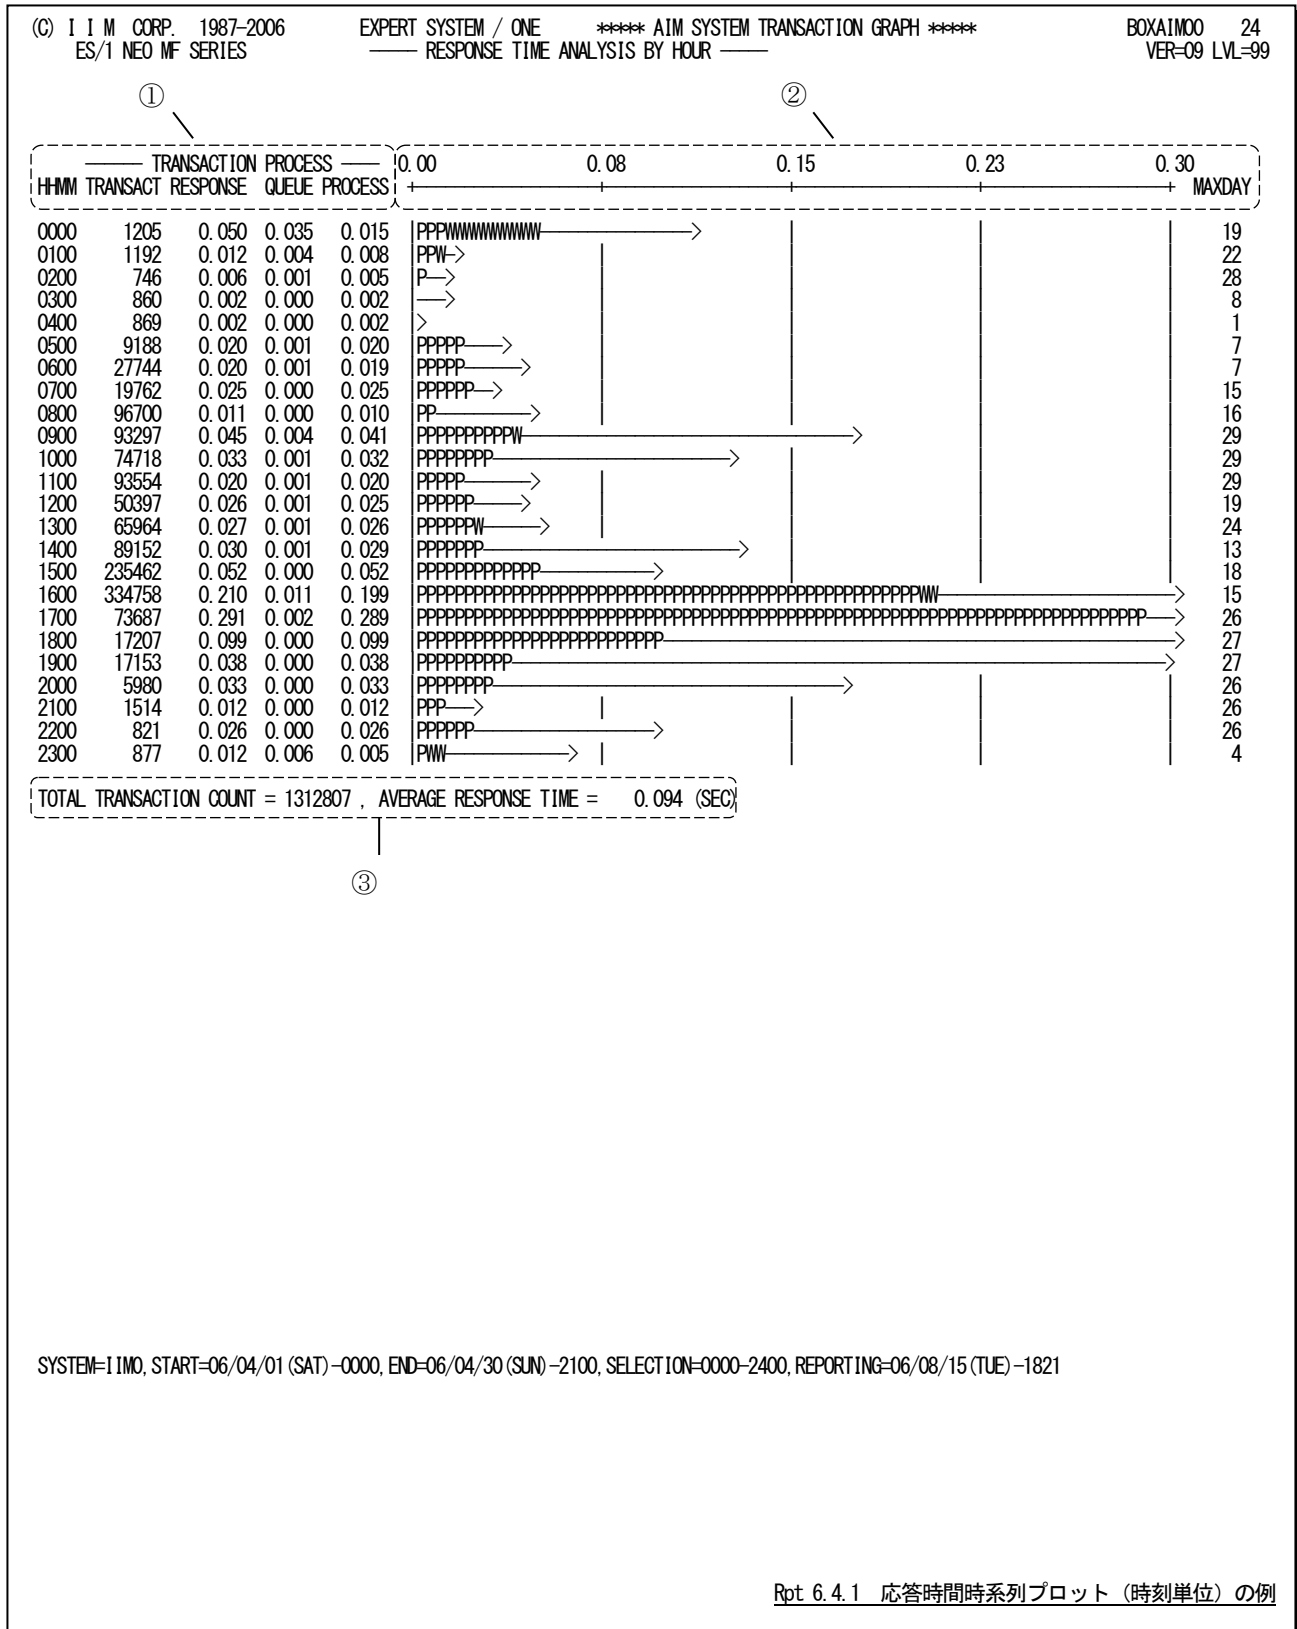 (C) I I M CORP. 1987-2006 EXPERT SYSTEM / ONE ***** AIM SYSTEM TRANSACTION GRAPH ***** BOXAIM00 24
ES/1 NEO MF SERIES ――― RESPONSE TIME ANALYSIS BY HOUR ――― VER=09 LVL=99
① ②
――― TRANSACTION PROCESS ――― 0.00 0.08 0.15 0.23 0.30
HHMM TRANSACT RESPONSE QUEUE PROCESS MAXDAY
0000 1205 0.050 0.035 0.015 |PPPWWWWWWWWWW―――> 19
0100 1192 0.012 0.004 0.008 |PPW―> 22
0200 746 0.006 0.001 0.005 |P―> 28
0300 860 0.002 0.000 0.002 |―――> 8
0400 869 0.002 0.000 0.002 |> 1
0500 9188 0.020 0.001 0.020 |PPPPP―――> 7
0600 27744 0.020 0.001 0.019 |PPPPP―――> 7
0700 19762 0.025 0.000 0.025 |PPPPPP―> 15
0800 96700 0.011 0.000 0.010 |PP―――> 16
0900 93297 0.045 0.004 0.041 |PPPPPPPPPPW―――> 29
1000 74718 0.033 0.001 0.032 |PPPPPPPP―――> 29
1100 93554 0.020 0.001 0.020 |PPPPP―――> 29
1200 50397 0.026 0.001 0.025 |PPPPPP―――> 19
1300 65964 0.027 0.001 0.026 |PPPPPPW―――> 24
1400 89152 0.030 0.001 0.029 |PPPPPPP―――> 13
1500 235462 0.052 0.000 0.052 |PPPPPPPPPPPPP―――> 18
1600 334758 0.210 0.011 0.199 |PPPPPPPPPPPPPPPPPPPPPPPPPPPPPPPPPPPPPPPPPPPPPPPPPPPPPWW―――> 15
1700 73687 0.291 0.002 0.289 |PPPPPPPPPPPPPPPPPPPPPPPPPPPPPPPPPPPPPPPPPPPPPPPPPPPPPPPPPPPPPPPPPPPPPPPPPPPPP―――> 26
1800 17207 0.099 0.000 0.099 |PPPPPPPPPPPPPPPPPPPPPPPPPP―――> 27
1900 17153 0.038 0.000 0.038 |PPPPPPPPPP―――> 27
2000 5980 0.033 0.000 0.033 |PPPPPPPP―――> 26
2100 1514 0.012 0.000 0.012 |PPP―――> 26
2200 821 0.026 0.000 0.026 |PPPPPP―――> 26
2300 877 0.012 0.006 0.005 |PWW―――> 4
TOTAL TRANSACTION COUNT = 1312807 , AVERAGE RESPONSE TIME = 0.094 (SEC)
③
SYSTEM=IIM0,START=06/04/01(SAT)-0000,END=06/04/30(SUN)-2100,SELECTION=0000-2400,REPORTING=06/08/15(TUE)-1821
Rpt 6.4.1 応答時間時系列プロット（時刻単位）の例